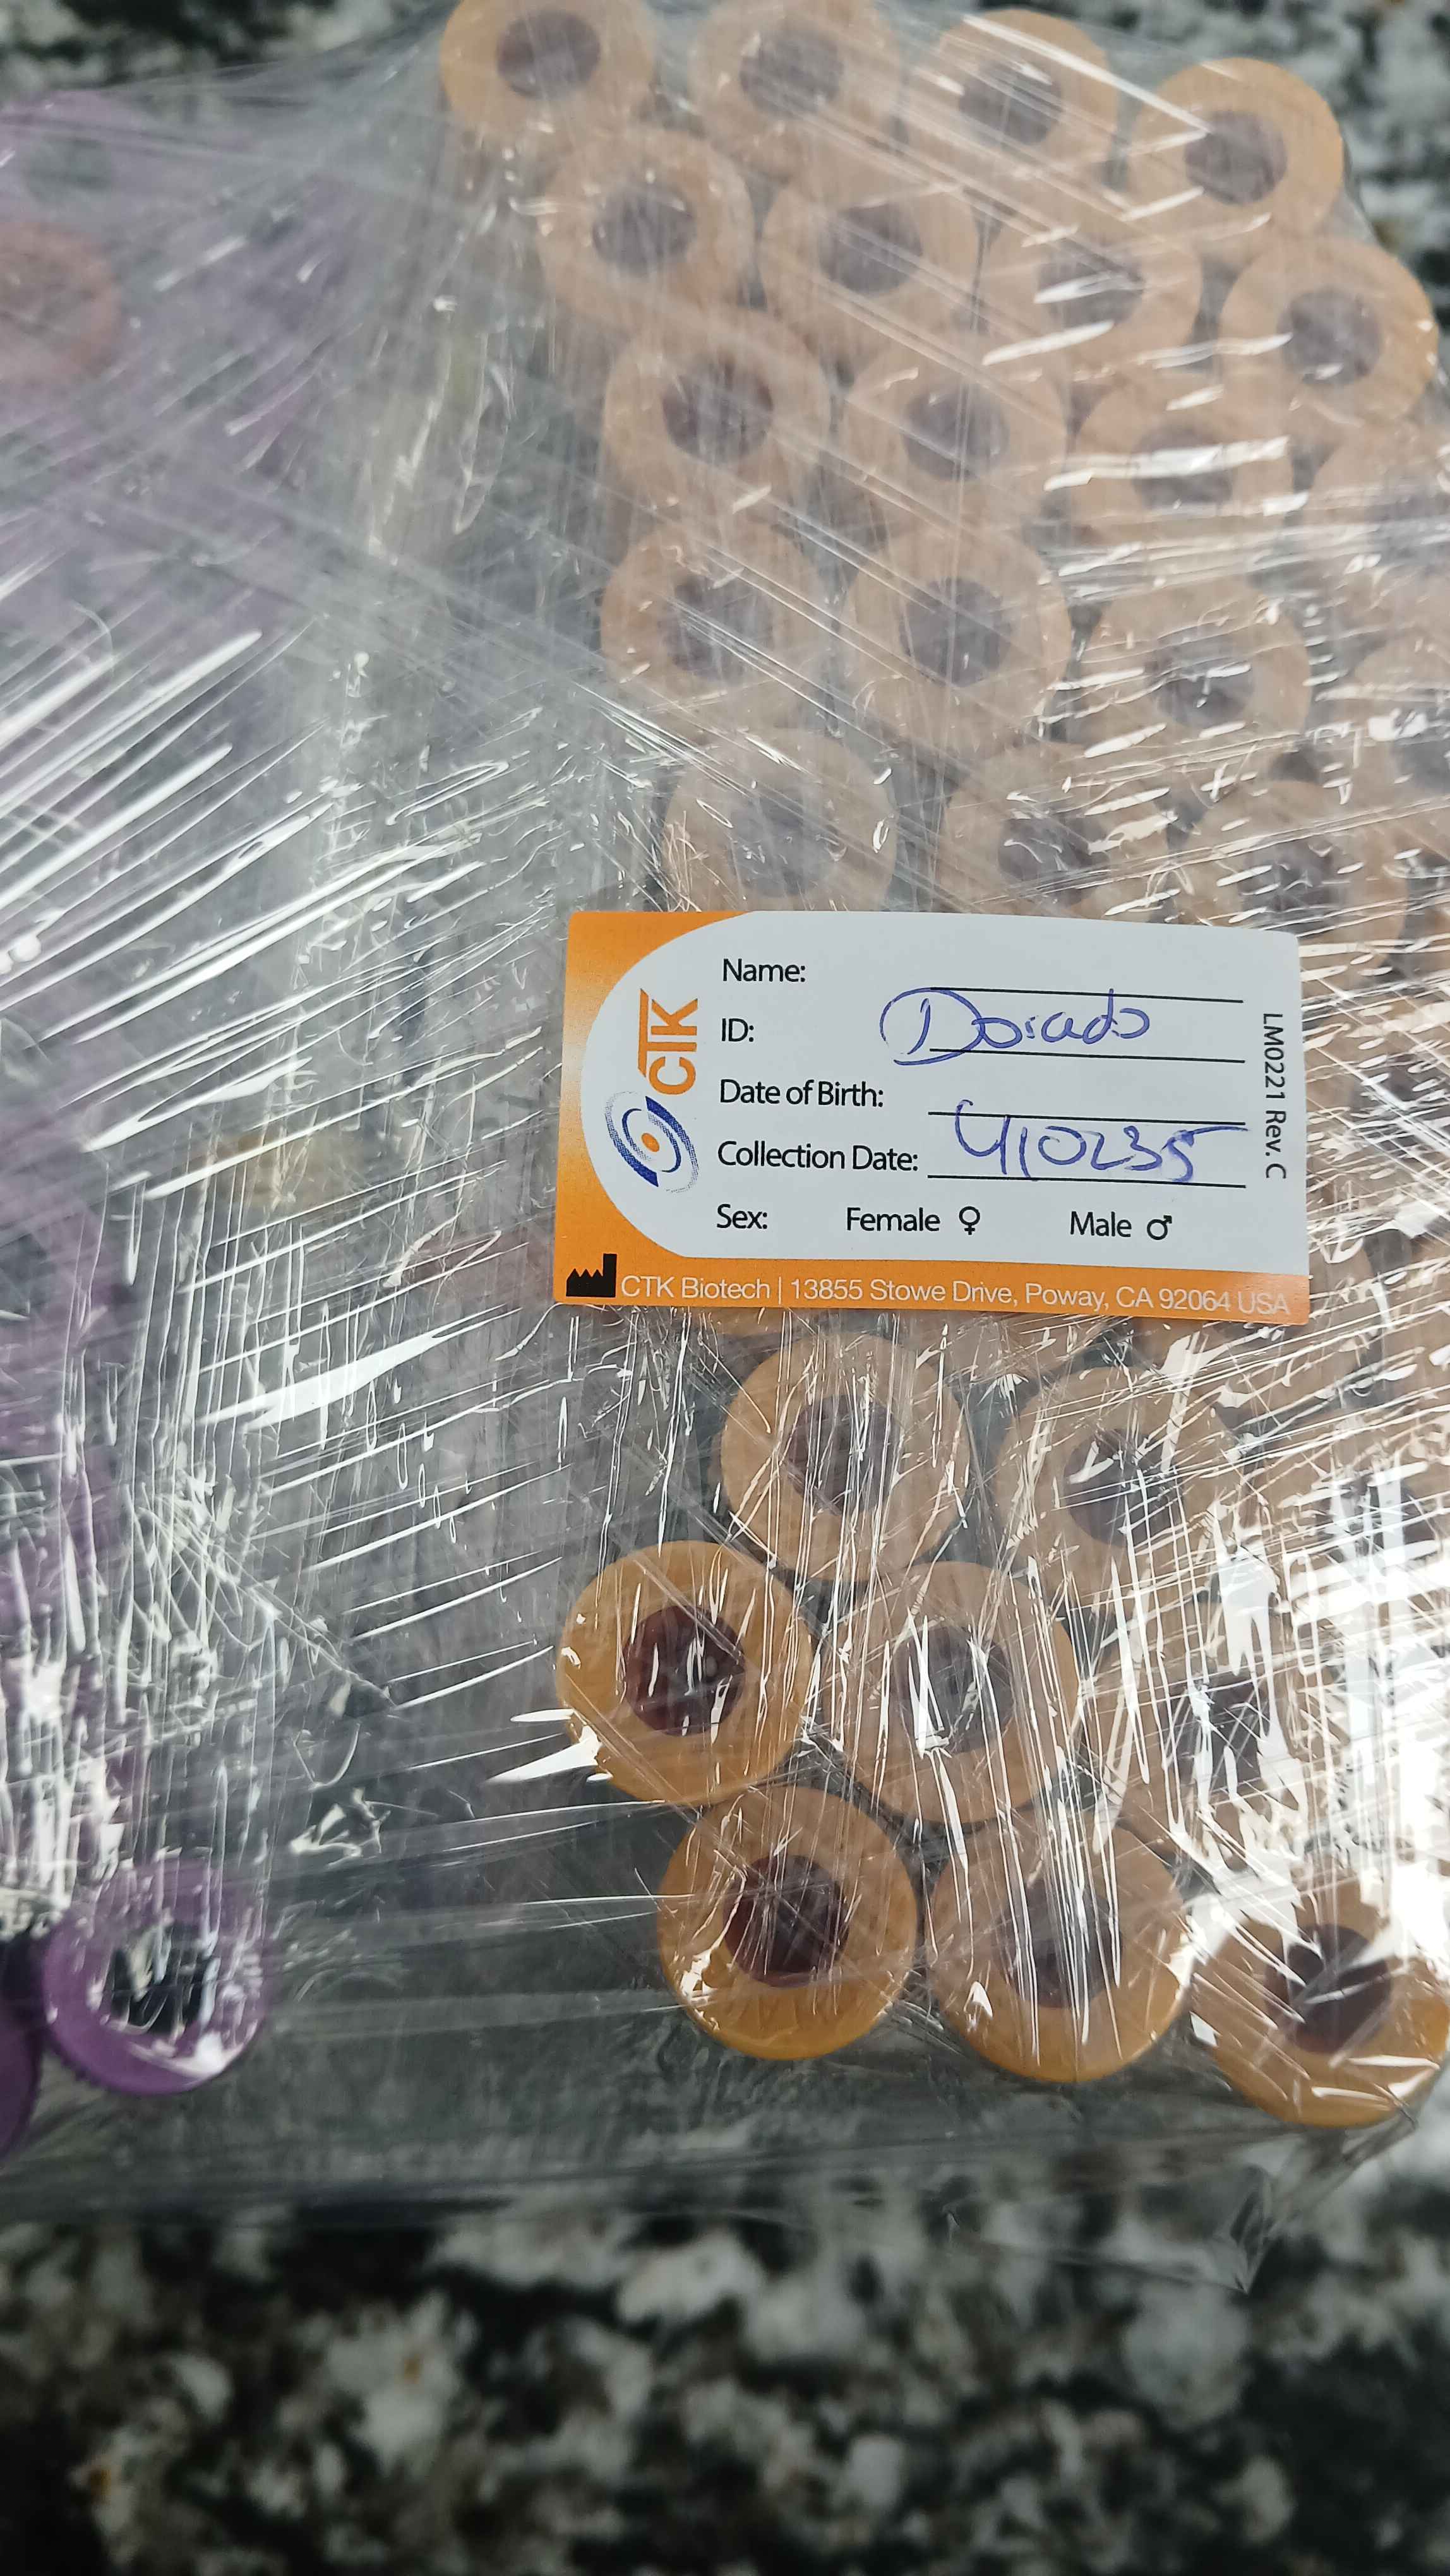 Name:
ID: Dorado
Date of Birth:
Collection Date: 410235
Sex: Female ♀ Male ♂
CTK
LM0221 Rev. C
CTK Biotech | 13855 Stowe Drive, Poway, CA 92064 USA